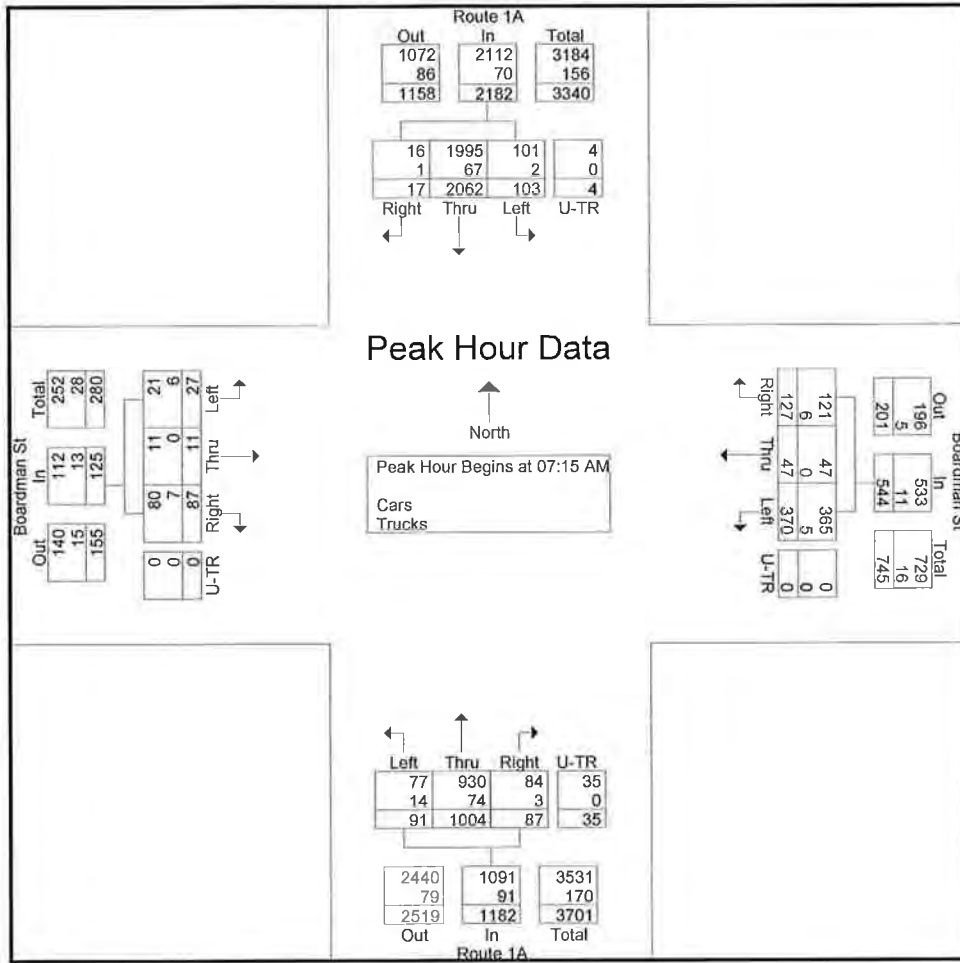 Route 1A
Out In Total
1072 2112 3184
86 70 156
1158 2182 3340
16 1995 101 4
1 67 2 0
17 2062 103 4
Right Thru Left U-TR
Peak Hour Data
North
Peak Hour Begins at 07:15 AM
Cars
Trucks
Boardman St
Total In Out
252 112 140
28 13 15
280 125 155
21 11 80 0
6 0 7 0
27 11 87 0
Left Thru Right U-TR
Boardman St
Out In Total
196 533 729
5 11 16
201 544 745
121 47 365 0
6 0 5 0
127 47 370 0
Right Thru Left U-TR
Left Thru Right U-TR
77 930 84 35
14 74 3 0
91 1004 87 35
2440 1091 3531
79 91 170
2519 1182 3701
Out In Total
Route 1A